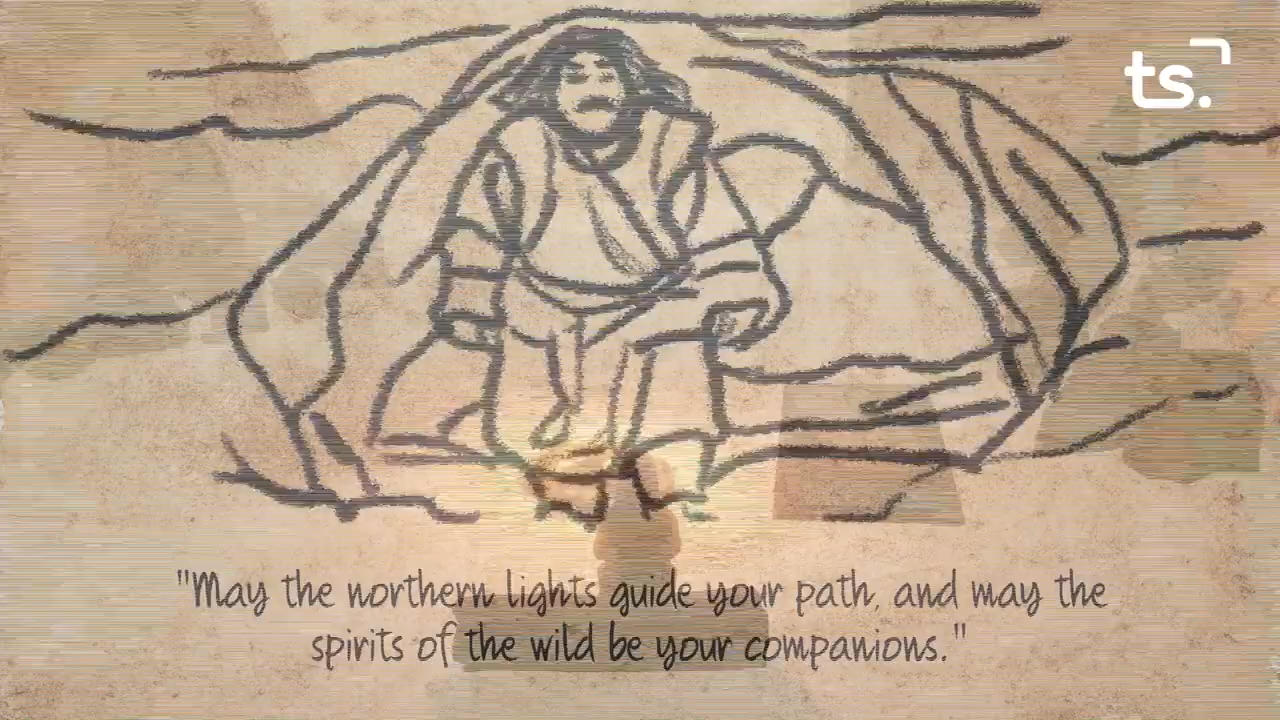 ts.
"May the northern lights guide your path, and may the
spirits of the wild be your companions."